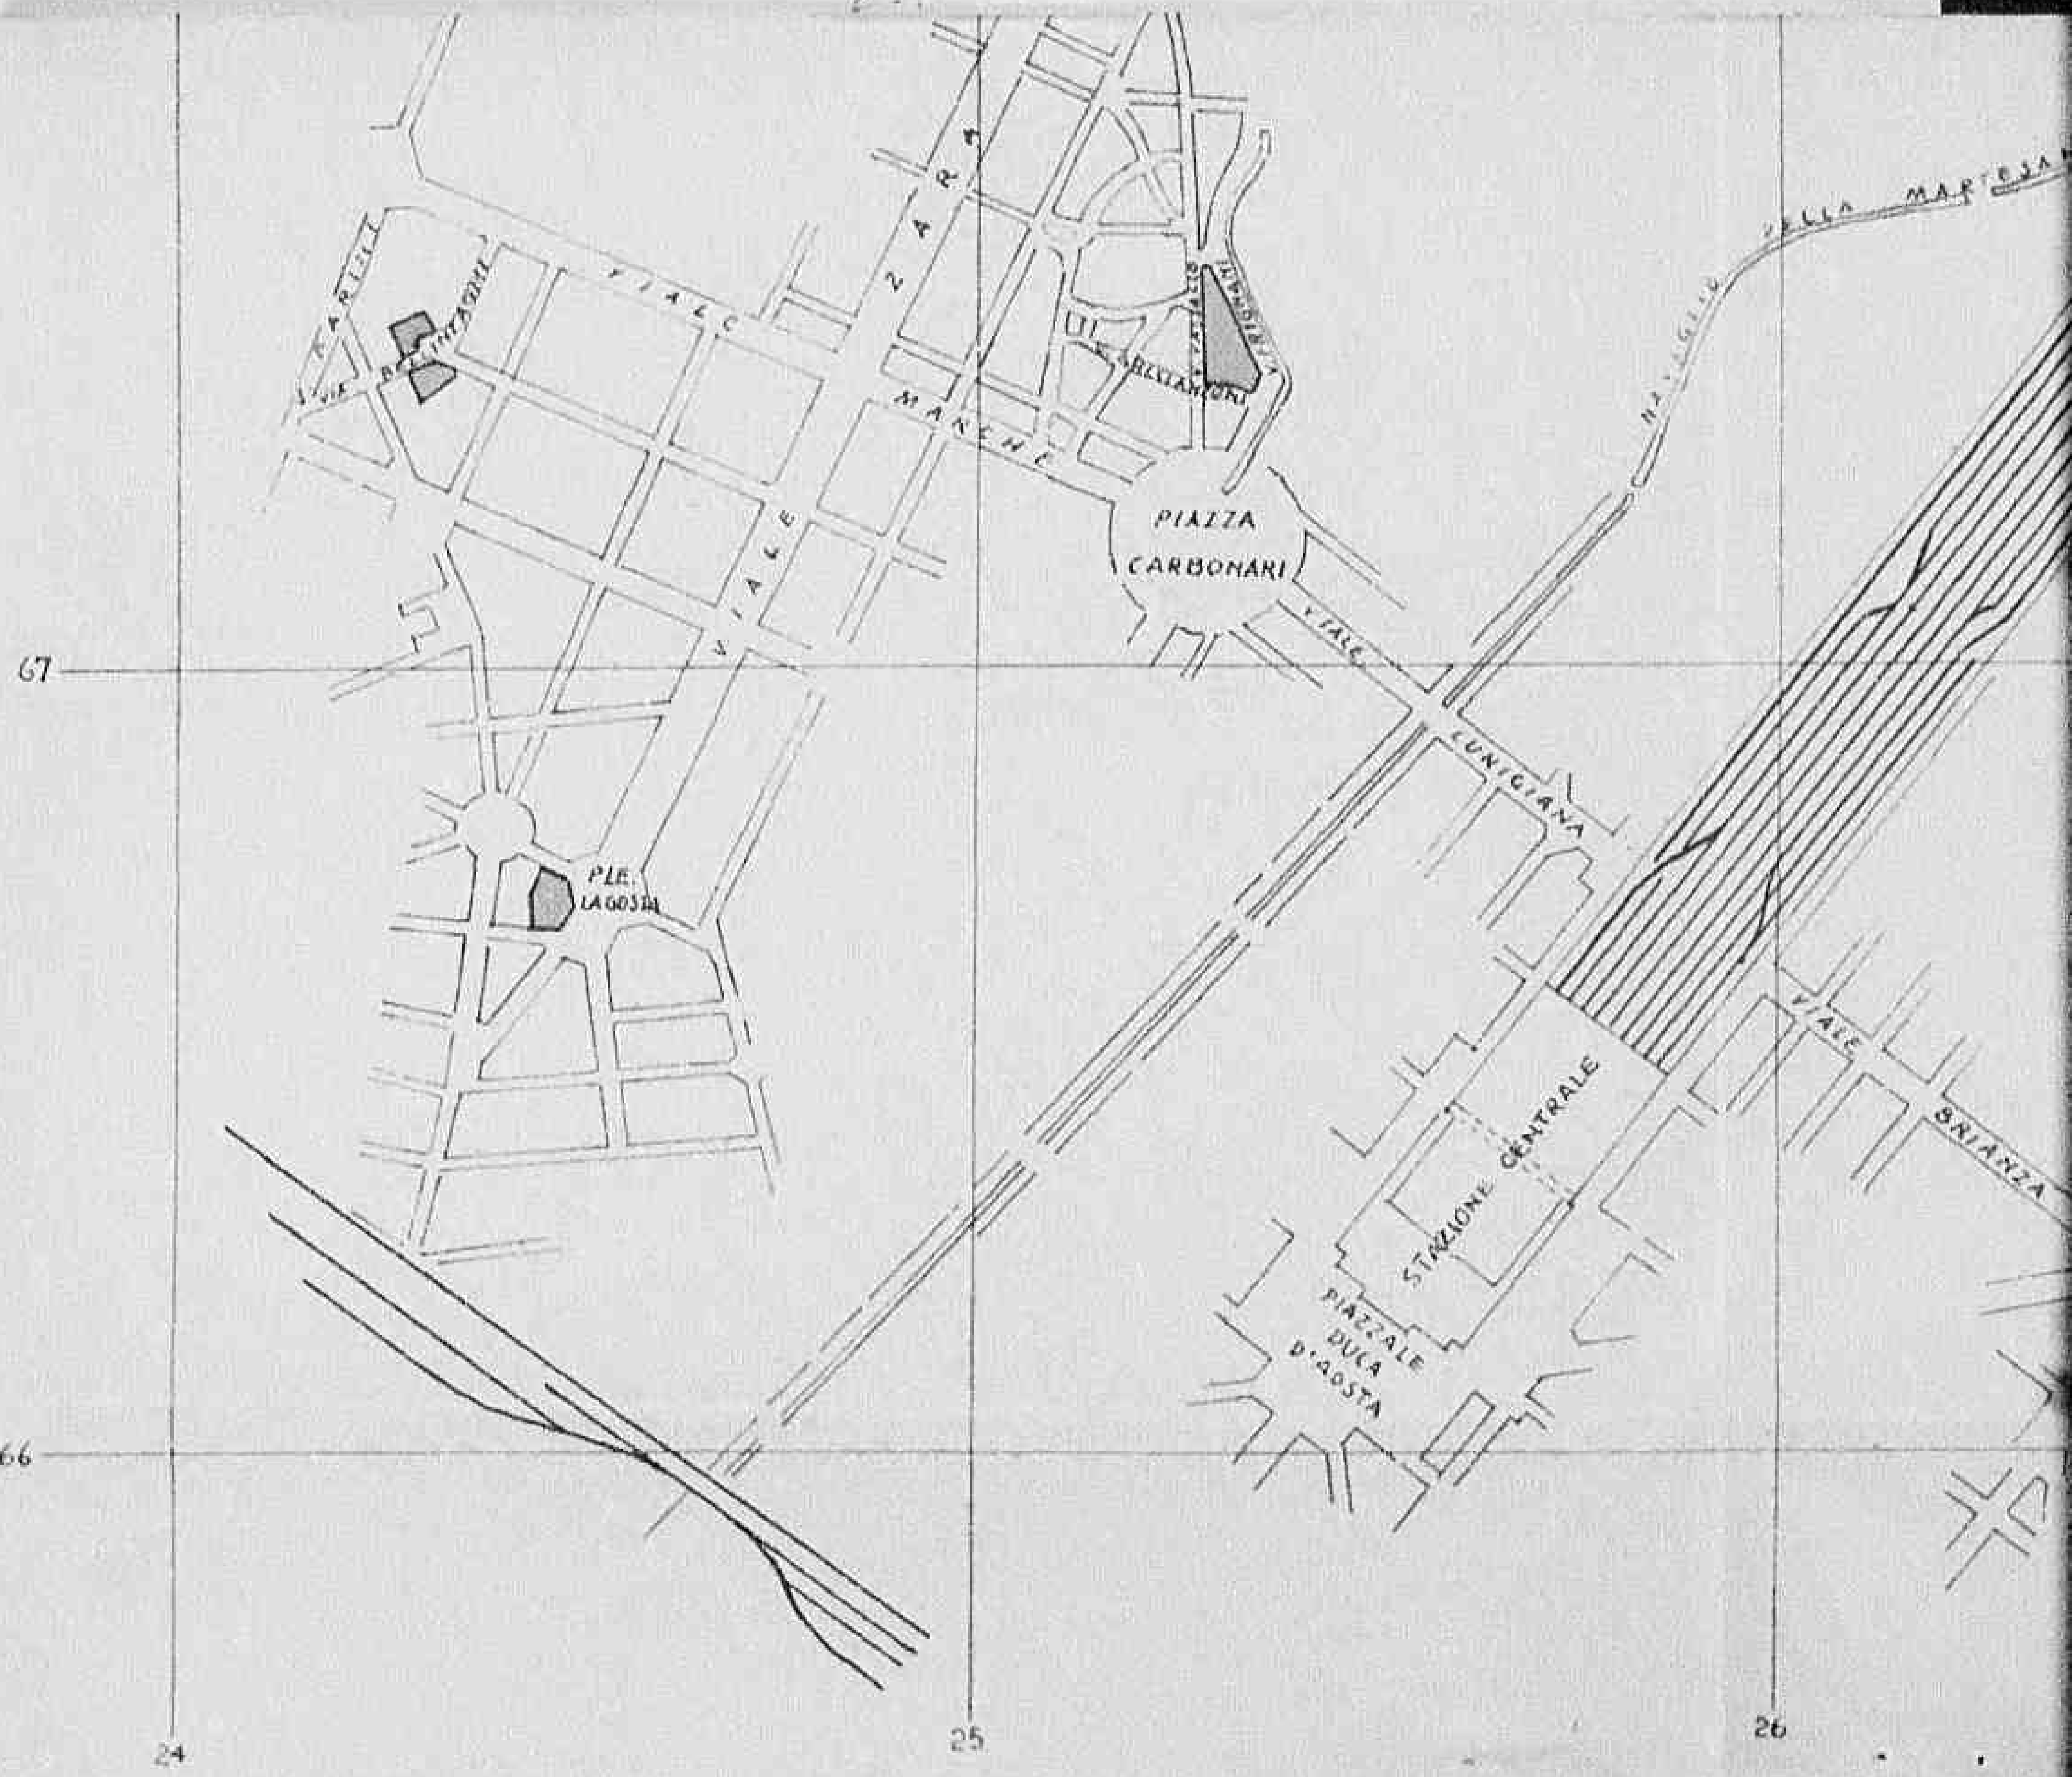 NAVIGLIO DELLA MARTESANA
VIALE ZARA
VIALE MARCHE
VIA
PIAZZA
CARBONARI
67
VIALE LUNIGIANA
PLE.
LAGOSTA
VIALE BRIANZA
STAZIONE CENTRALE
PIAZZALE
DUCA
D'AOSTA
66
24
25
26